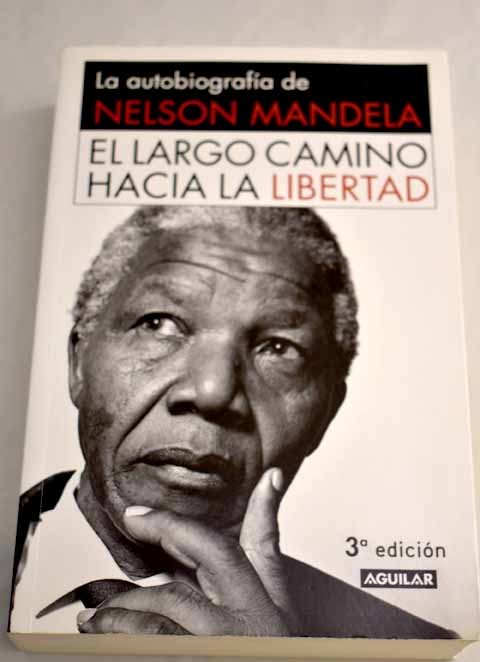 La autobiografía de
NELSON MANDELA
EL LARGO CAMINO
HACIA LA LIBERTAD
3ª edición
AGUILAR